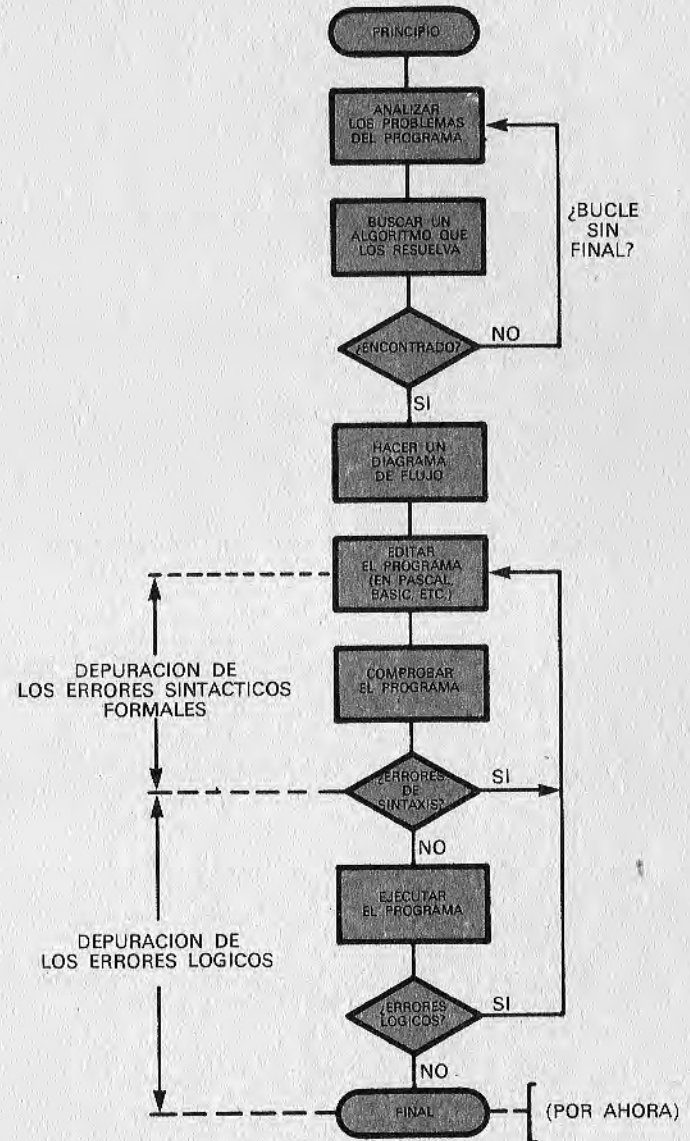 PRINCIPIO
ANALIZAR
LOS PROBLEMAS
DEL PROGRAMA
BUSCAR UN
ALGORITMO QUE
LOS RESUELVA
¿BUCLE
SIN
FINAL?
¿ENCONTRADO?
NO
SI
HACER UN
DIAGRAMA
DE FLUJO
EDITAR
EL PROGRAMA
(EN PASCAL,
BASIC, ETC.)
DEPURACION DE
LOS ERRORES SINTACTICOS
FORMALES
COMPROBAR
EL PROGRAMA
¿ERRORES
DE
SINTAXIS?
SI
NO
EJECUTAR
EL PROGRAMA
DEPURACION DE
LOS ERRORES LOGICOS
¿ERRORES
LOGICOS?
SI
NO
FINAL
(POR AHORA)